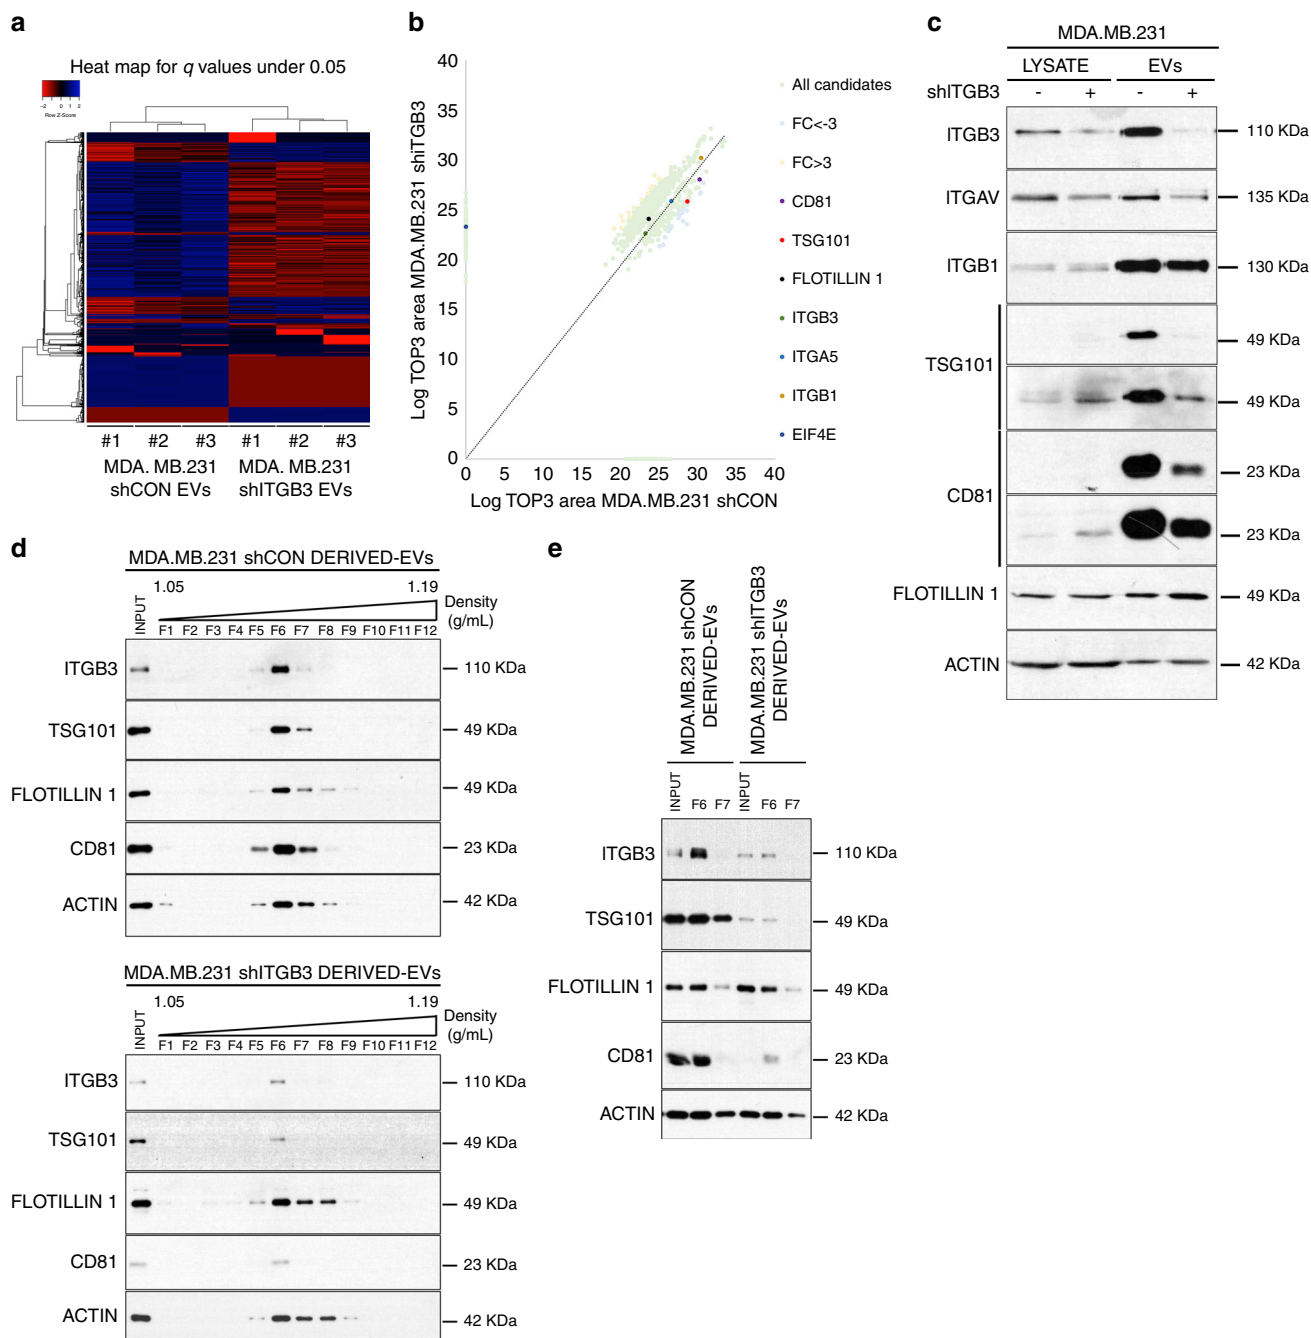 a
Heat map for q values under 0.05
−2 0 1 2
Row Z-Score
#1 #2 #3 #1 #2 #3
MDA. MB.231 MDA. MB.231
shCON EVs shITGB3 EVs
b
Log TOP3 area MDA.MB.231 shiTGB3
40
35
30
25
20
15
10
5
0
0 5 10 15 20 25 30 35 40
Log TOP3 area MDA.MB.231 shCON
All candidates
FC<-3
FC>3
CD81
TSG101
FLOTILLIN 1
ITGB3
ITGA5
ITGB1
EIF4E
c
MDA.MB.231
LYSATE EVs
shITGB3 - + - +
ITGB3 110 KDa
ITGAV 135 KDa
ITGB1 130 KDa
TSG101
49 KDa
49 KDa
CD81
23 KDa
23 KDa
FLOTILLIN 1 49 KDa
ACTIN 42 KDa
d
MDA.MB.231 shCON DERIVED-EVs
1.05 1.19 Density
(g/mL)
INPUT F1 F2 F3 F4 F5 F6 F7 F8 F9 F10 F11 F12
ITGB3 110 KDa
TSG101 49 KDa
FLOTILLIN 1 49 KDa
CD81 23 KDa
ACTIN 42 KDa
MDA.MB.231 shITGB3 DERIVED-EVs
1.05 1.19 Density
(g/mL)
INPUT F1 F2 F3 F4 F5 F6 F7 F8 F9 F10 F11 F12
ITGB3 110 KDa
TSG101 49 KDa
FLOTILLIN 1 49 KDa
CD81 23 KDa
ACTIN 42 KDa
e
MDA.MB.231 shCON
DERIVED-EVs
MDA.MB.231 shITGB3
DERIVED-EVs
INPUT F6 F7 INPUT F6 F7
ITGB3 110 KDa
TSG101 49 KDa
FLOTILLIN 1 49 KDa
CD81 23 KDa
ACTIN 42 KDa